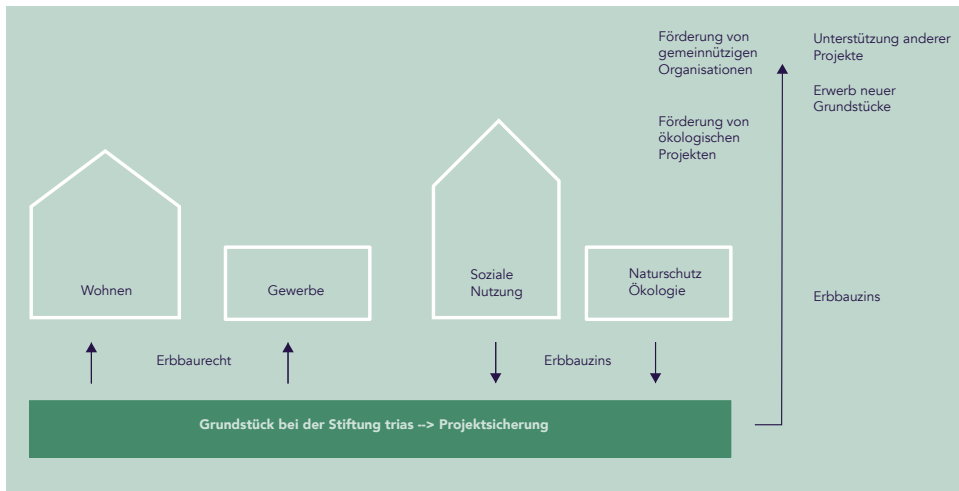 Förderung von
gemeinnützigen
Organisationen
Unterstützung anderer
Projekte
Erwerb neuer
Grundstücke
Förderung von
ökologischen
Projekten
Wohnen
Gewerbe
Soziale
Nutzung
Naturschutz
Ökologie
Erbbauzins
Erbbaurecht
Erbbauzins
Grundstück bei der Stiftung trias --> Projektsicherung